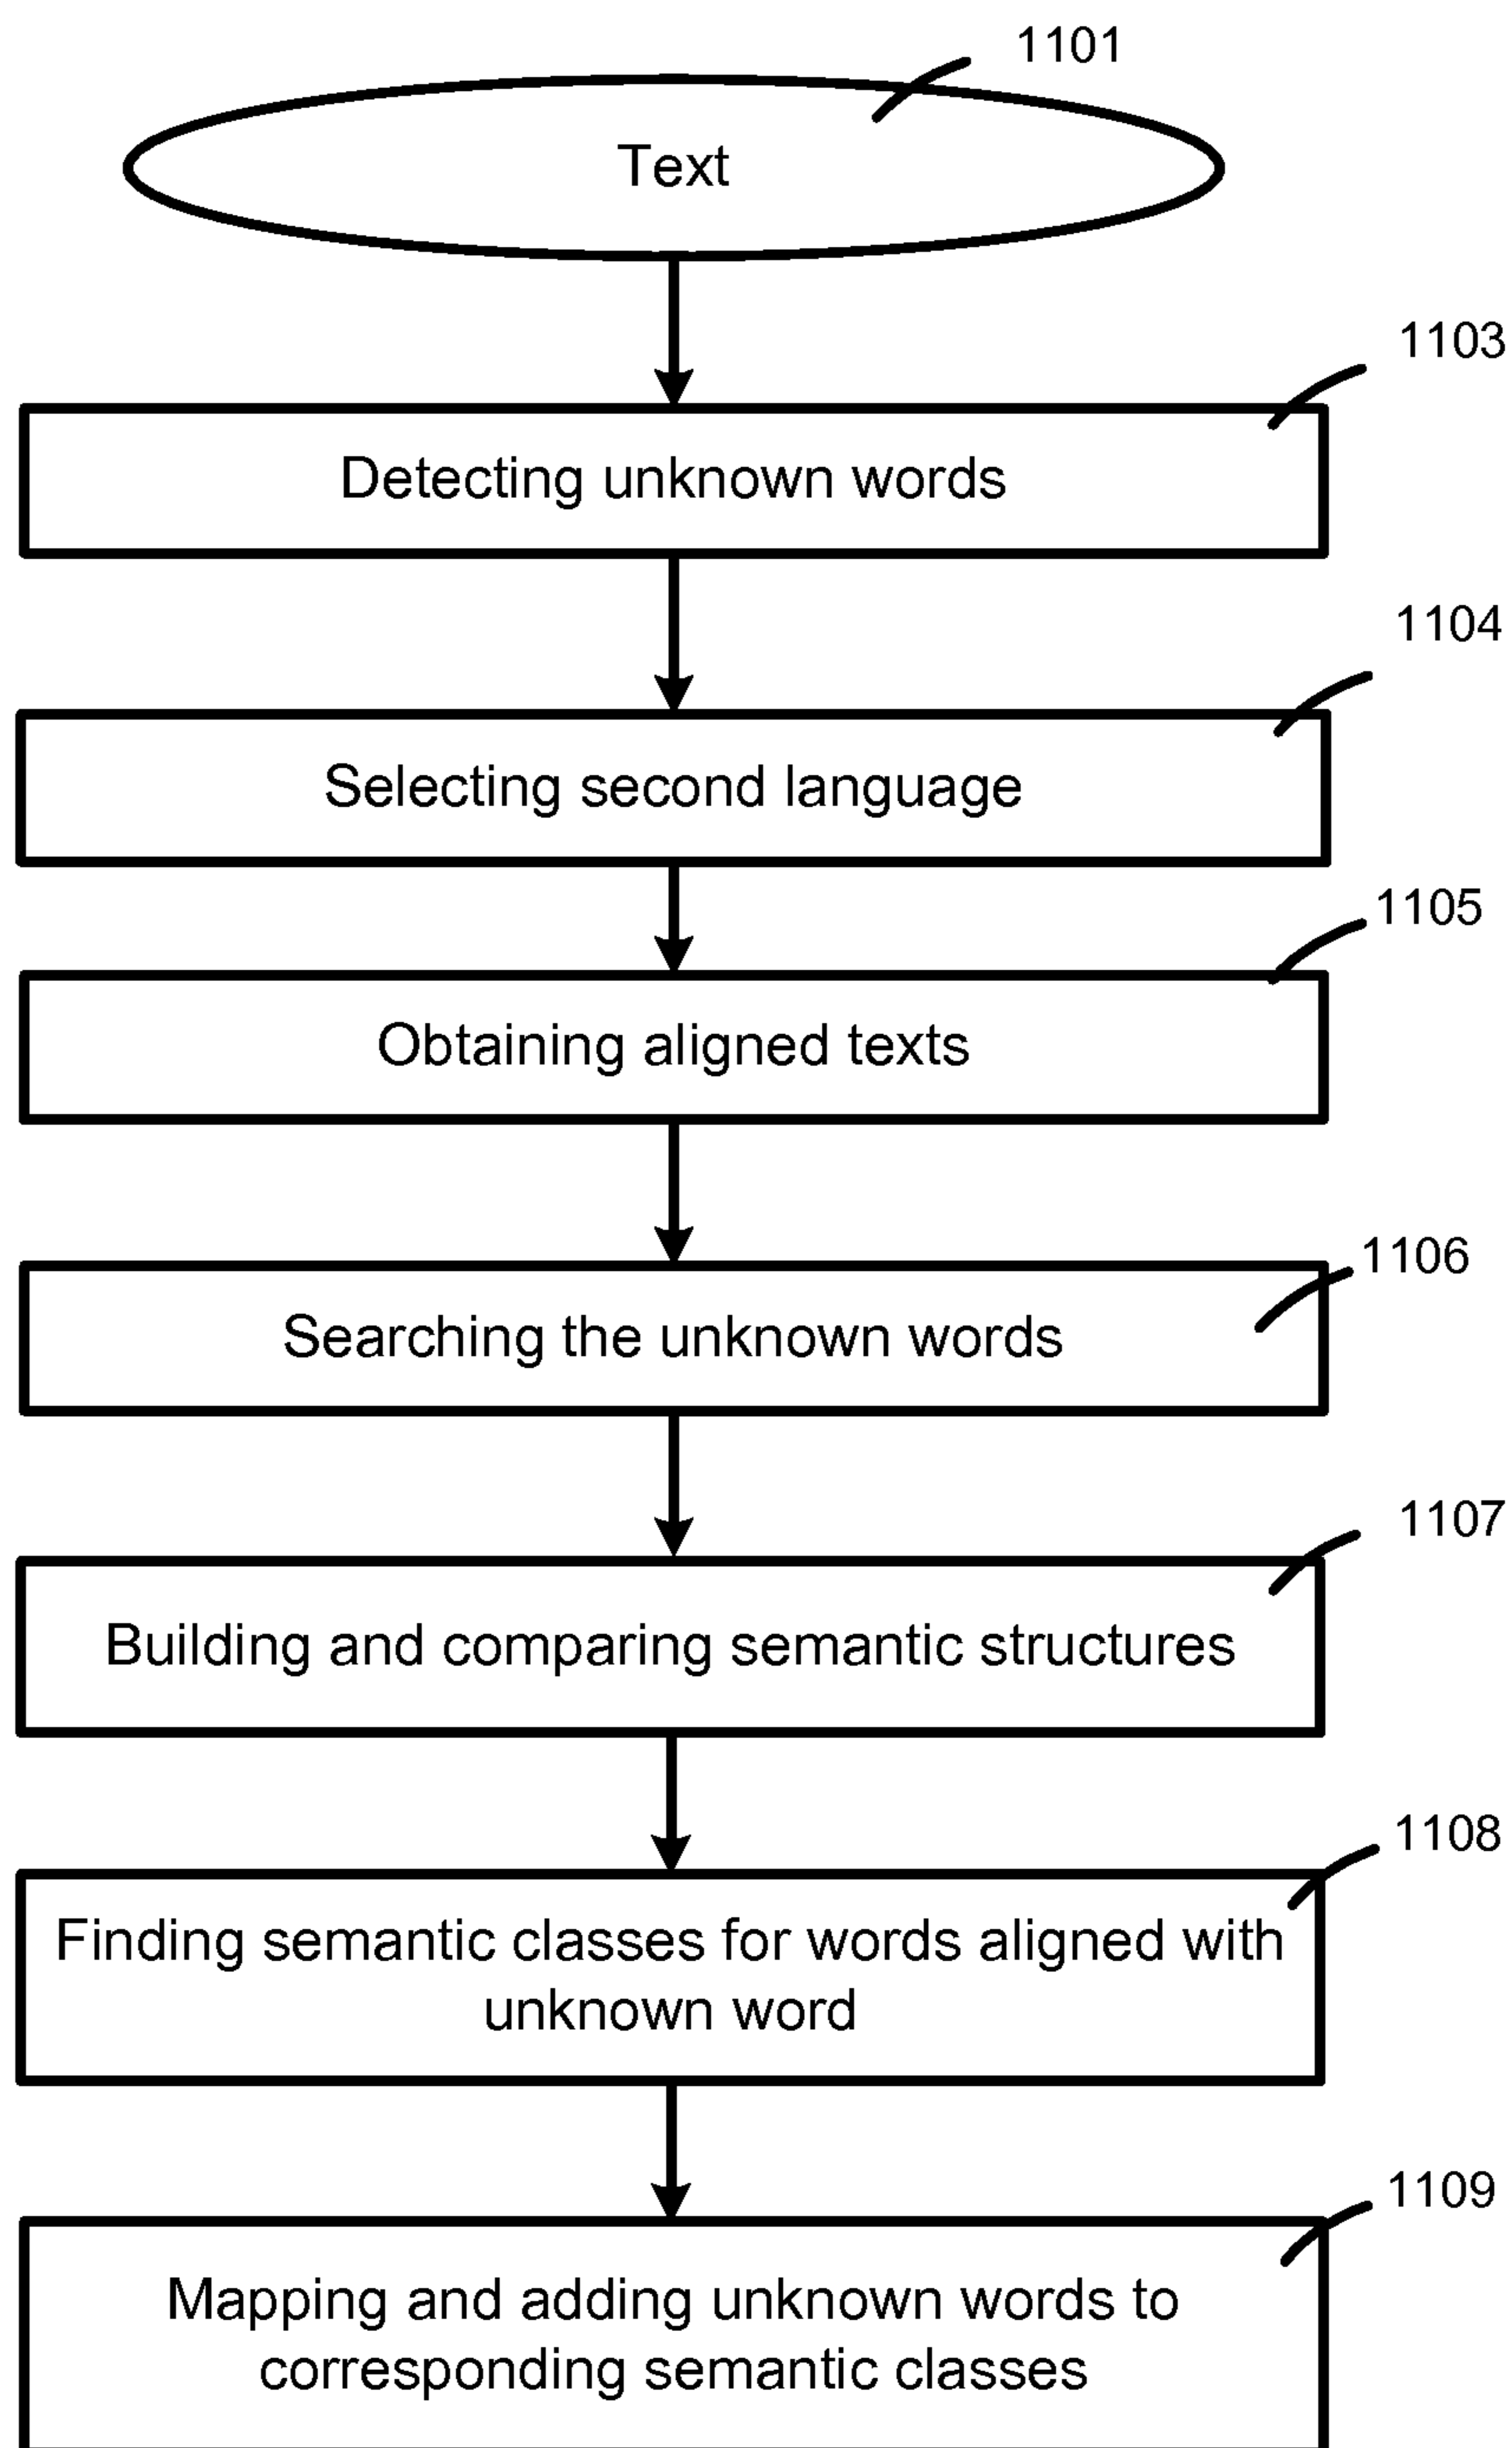 1101
Text
1103
Detecting unknown words
1104
Selecting second language
1105
Obtaining aligned texts
1106
Searching the unknown words
1107
Building and comparing semantic structures
1108
Finding semantic classes for words aligned with
unknown word
1109
Mapping and adding unknown words to
corresponding semantic classes